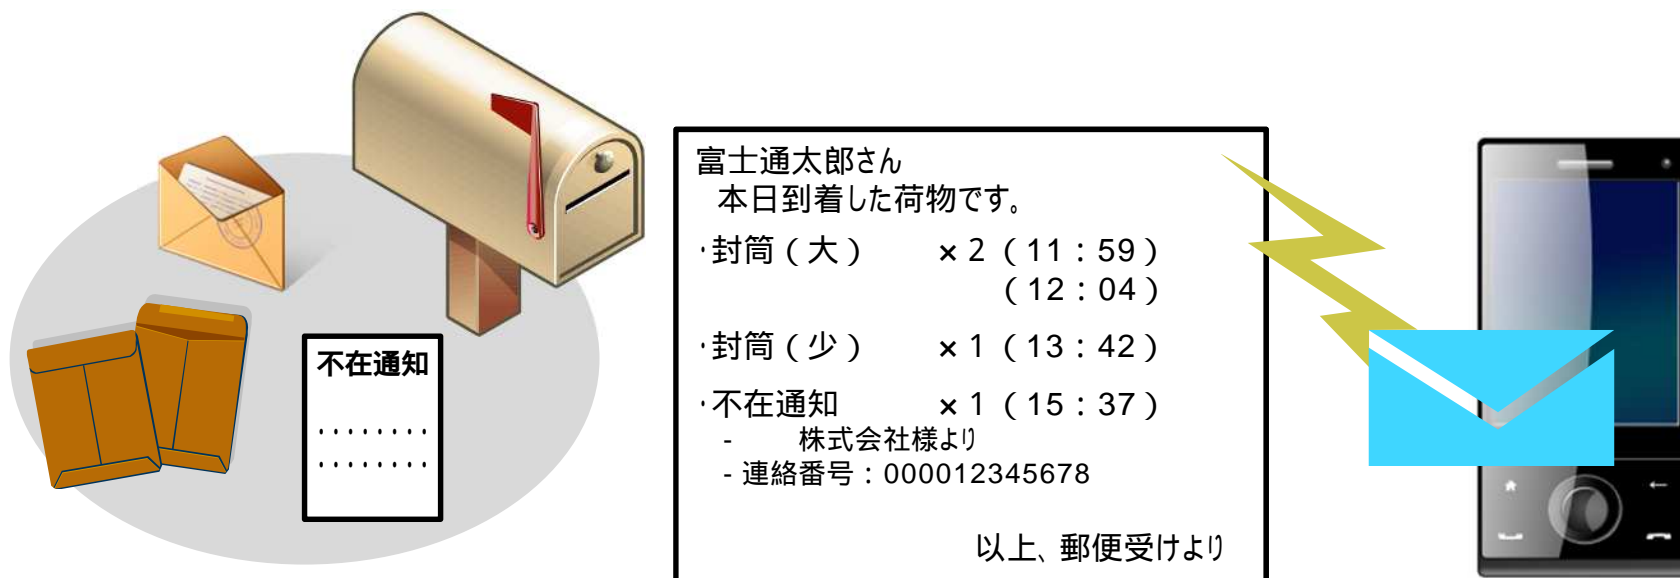 不在通知
富士通太郎さん
本日到着した荷物です。
・封筒（大） ×2（11：59）
（12：04）
・封筒（少） ×1（13：42）
・不在通知 ×1（15：37）
- 株式会社様より
- 連絡番号：000012345678
以上、郵便受けより